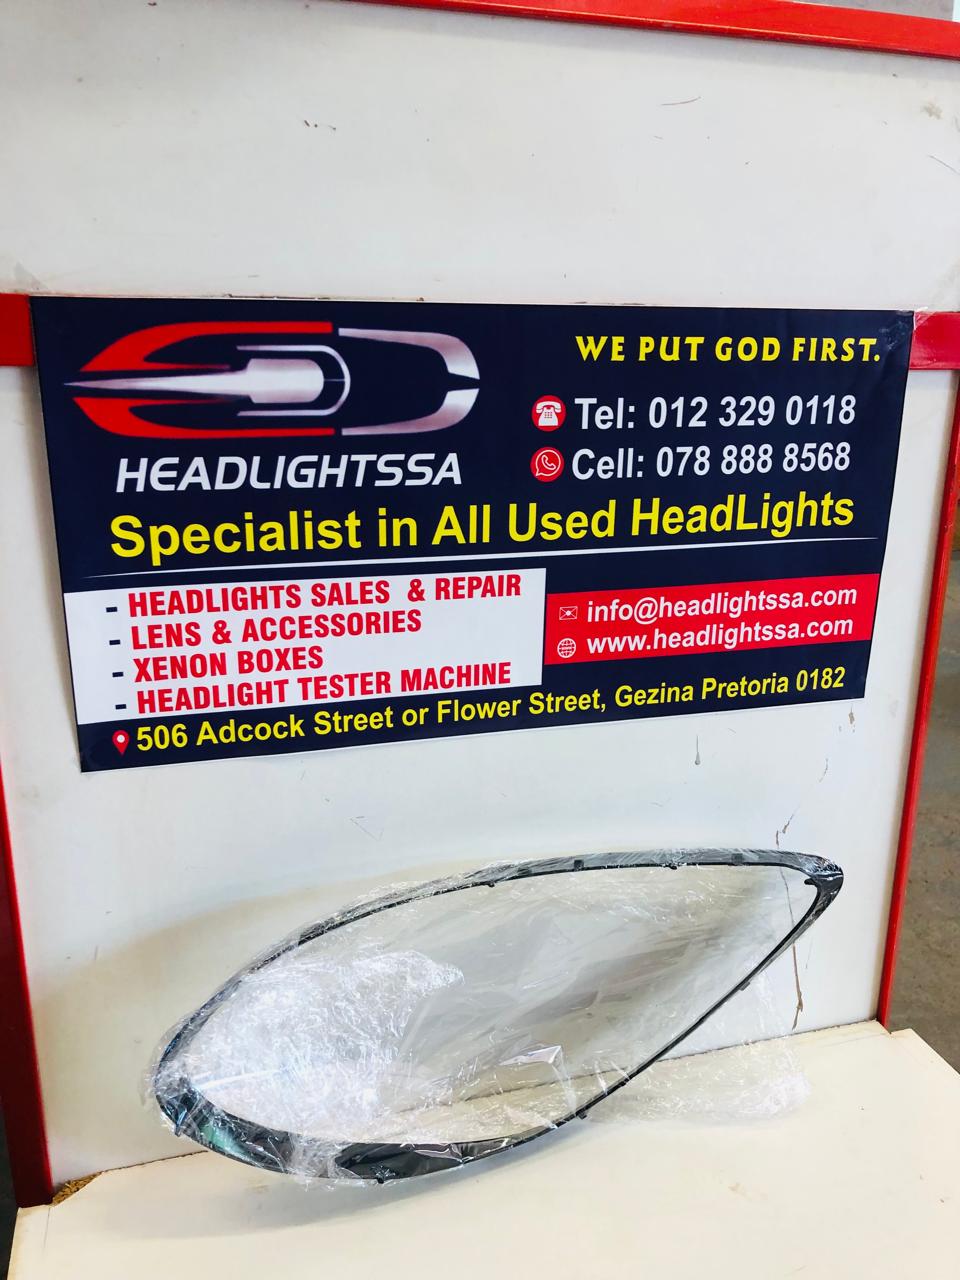 WE PUT GOD FIRST.
Tel: 012 329 0118
Cell: 078 888 8568
HEADLIGHTSSA
Specialist in All Used HeadLights
- HEADLIGHTS SALES & REPAIR
- LENS & ACCESSORIES
- XENON BOXES
- HEADLIGHT TESTER MACHINE
info@headlightssa.com
www.headlightssa.com
506 Adcock Street or Flower Street, Gezina Pretoria 0182